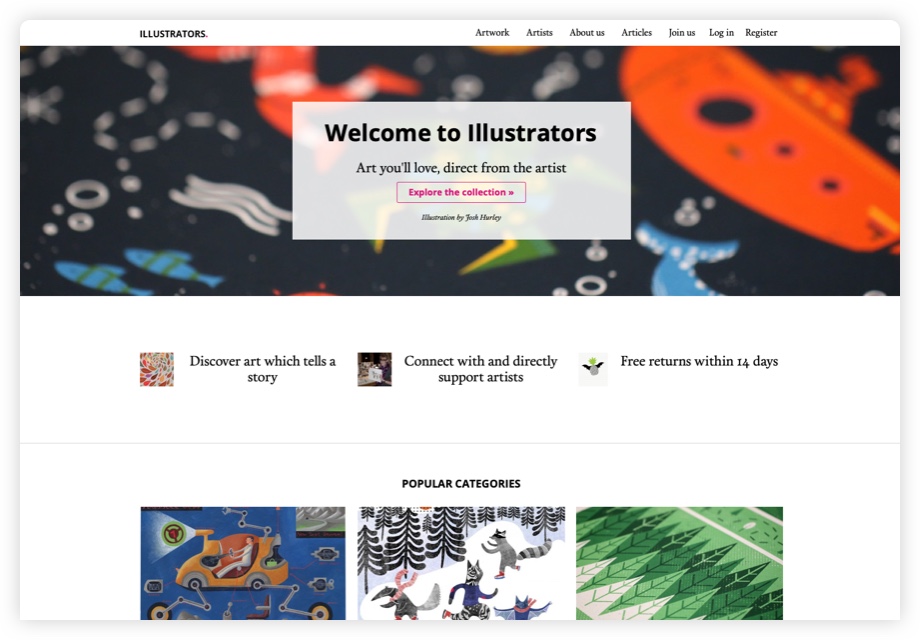 ILLUSTRATORS.
Artwork Artists About us Articles Join us Log in Register
Welcome to Illustrators
Art you'll love, direct from the artist
Explore the collection »
Illustration by Josh Hurley
Discover art which tells a
story
Connect with and directly
support artists
Free returns within 14 days
POPULAR CATEGORIES